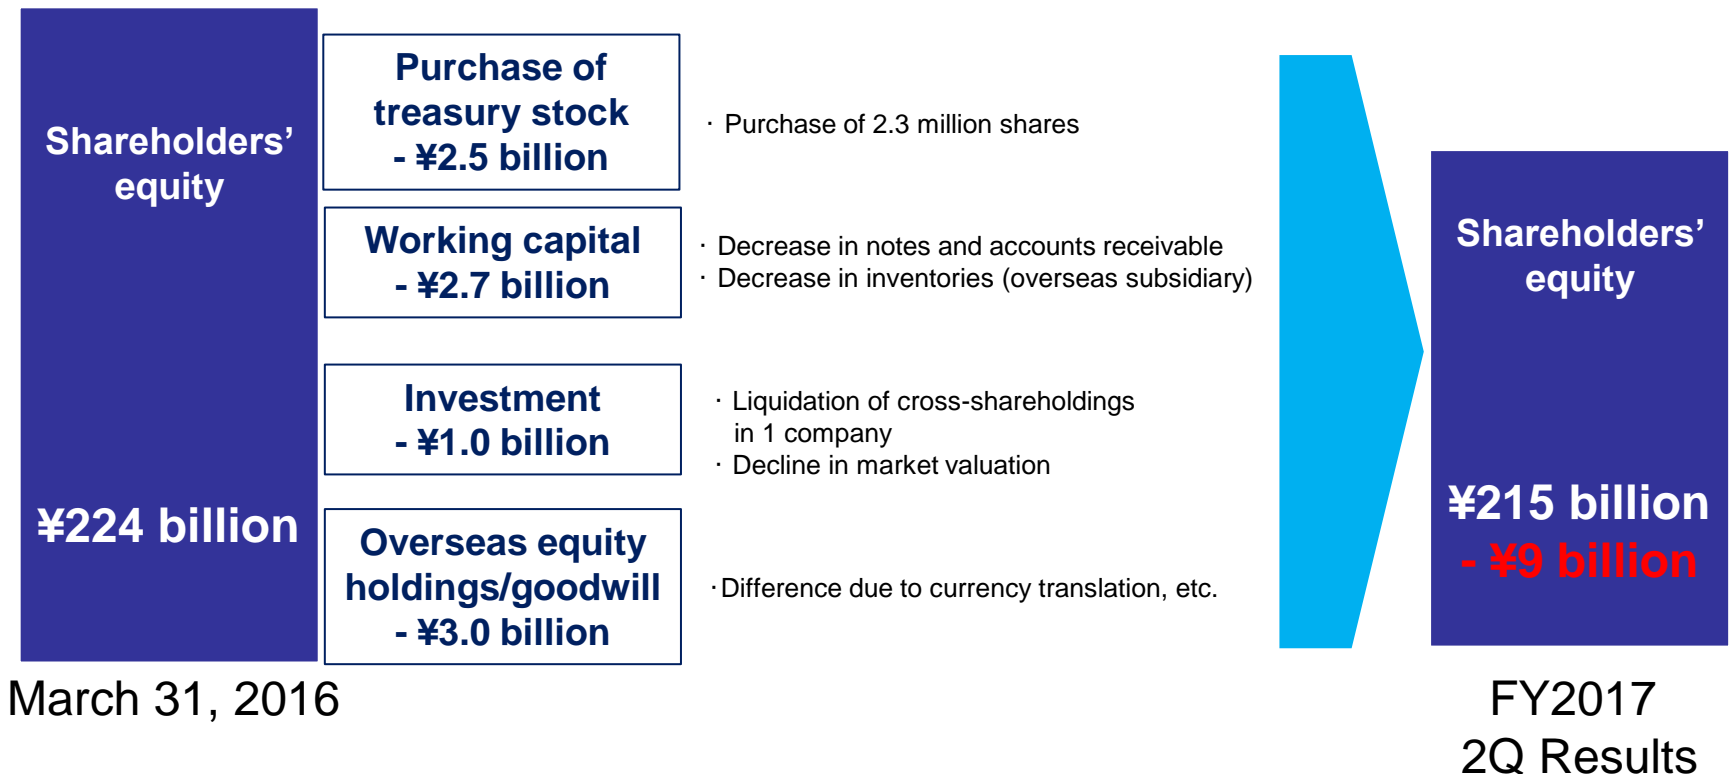 Shareholders’
equity
¥224 billion
March 31, 2016
Purchase of
treasury stock
- ¥2.5 billion
· Purchase of 2.3 million shares
Working capital
- ¥2.7 billion
· Decrease in notes and accounts receivable
· Decrease in inventories (overseas subsidiary)
Investment
- ¥1.0 billion
· Liquidation of cross-shareholdings
in 1 company
· Decline in market valuation
Overseas equity
holdings/goodwill
- ¥3.0 billion
·Difference due to currency translation, etc.
Shareholders’
equity
¥215 billion
- ¥9 billion
FY2017
2Q Results